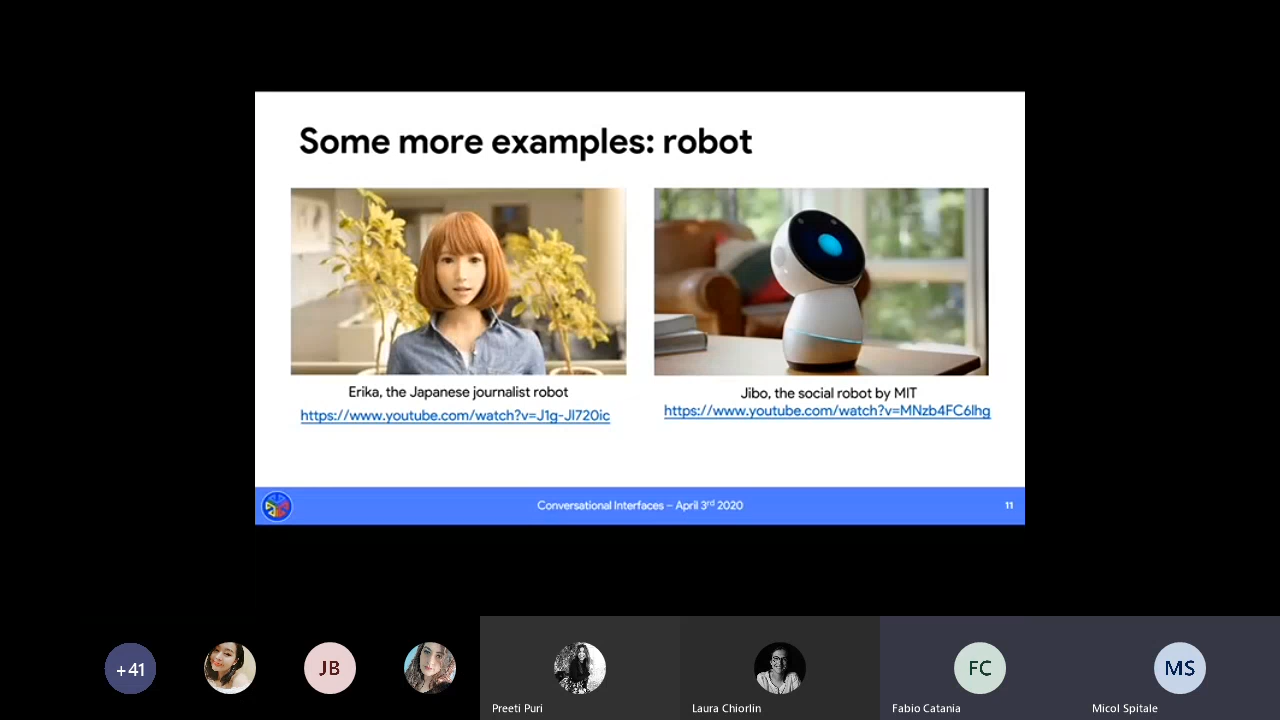 Some more examples: robot
Erika, the Japanese journalist robot
https://www.youtube.com/watch?v=J1g-Jl720ic
Jibo, the social robot by MIT
https://www.youtube.com/watch?v=MNzb4FC6lhg
Conversational Interfaces – April 3rd 2020
11
+41
JB
FC
MS
Preeti Puri
Laura Chiorlin
Fabio Catania
Micol Spitale